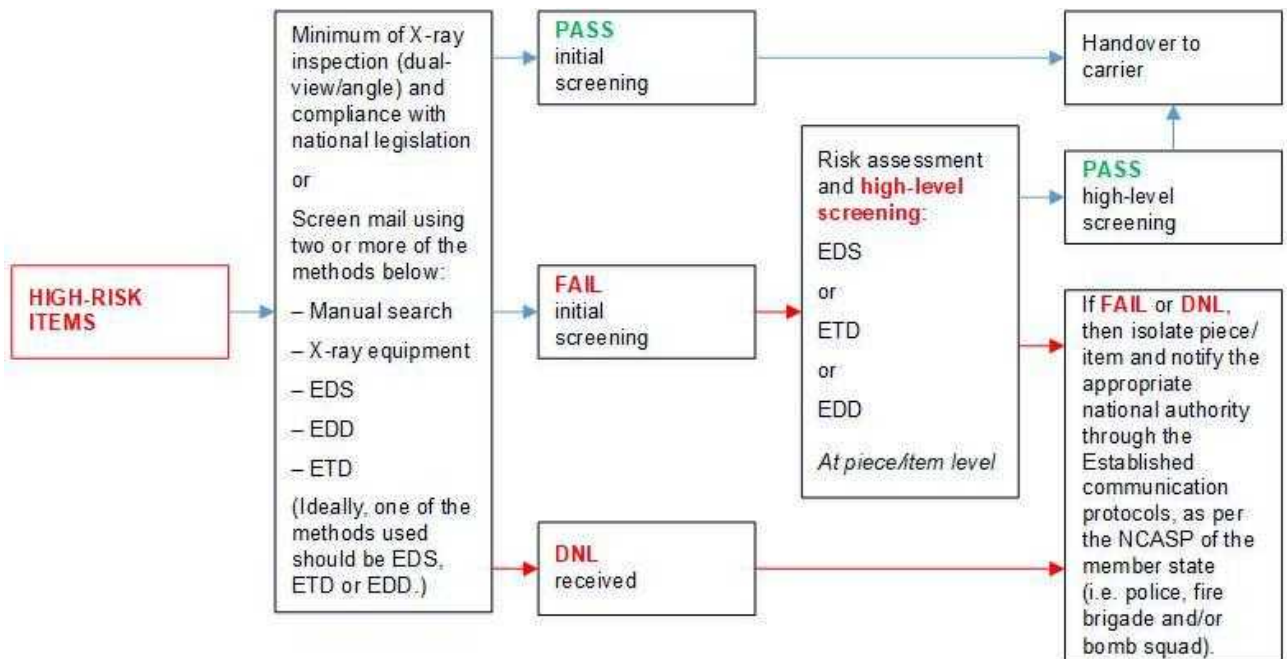 HIGH-RISK
ITEMS
Minimum of X-ray
inspection (dual-
view/angle) and
compliance with
national legislation
or
Screen mail using
two or more of the
methods below:
– Manual search
– X-ray equipment
– EDS
– EDD
– ETD
(Ideally, one of the
methods used
should be EDS,
ETD or EDD.)
PASS
initial
screening
FAIL
initial
screening
DNL
received
Risk assessment
and high-level
screening:
EDS
or
ETD
or
EDD
At piece/item level
Handover to
carrier
PASS
high-level
screening
If FAIL or DNL,
then isolate piece/
item and notify the
appropriate
national authority
through the
Established
communication
protocols, as per
the NCASP of the
member state
(i.e. police, fire
brigade and/or
bomb squad).